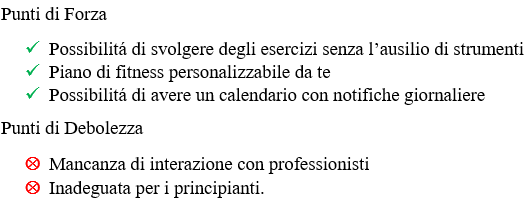 Punti di Forza
Possibilitá di svolgere degli esercizi senza l’ausilio di strumenti
Piano di fitness personalizzabile da te
Possibilitá di avere un calendario con notifiche giornaliere
Punti di Debolezza
Mancanza di interazione con professionisti
Inadeguata per i principianti.